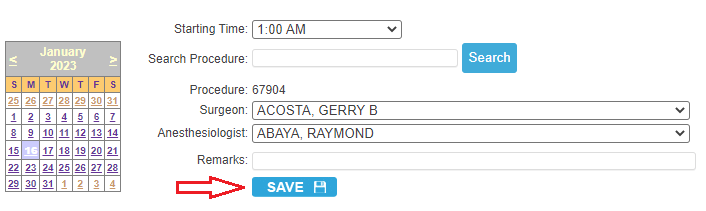 Starting Time: 1:00 AM
< January 2023 >
S M T W T F S
25 26 27 28 29 30 31
1 2 3 4 5 6 7
8 9 10 11 12 13 14
15 16 17 18 19 20 21
22 23 24 25 26 27 28
29 30 31 1 2 3 4
Search Procedure: Search
Procedure: 67904
Surgeon: ACOSTA, GERRY B
Anesthesiologist: ABAYA, RAYMOND
Remarks:
SAVE